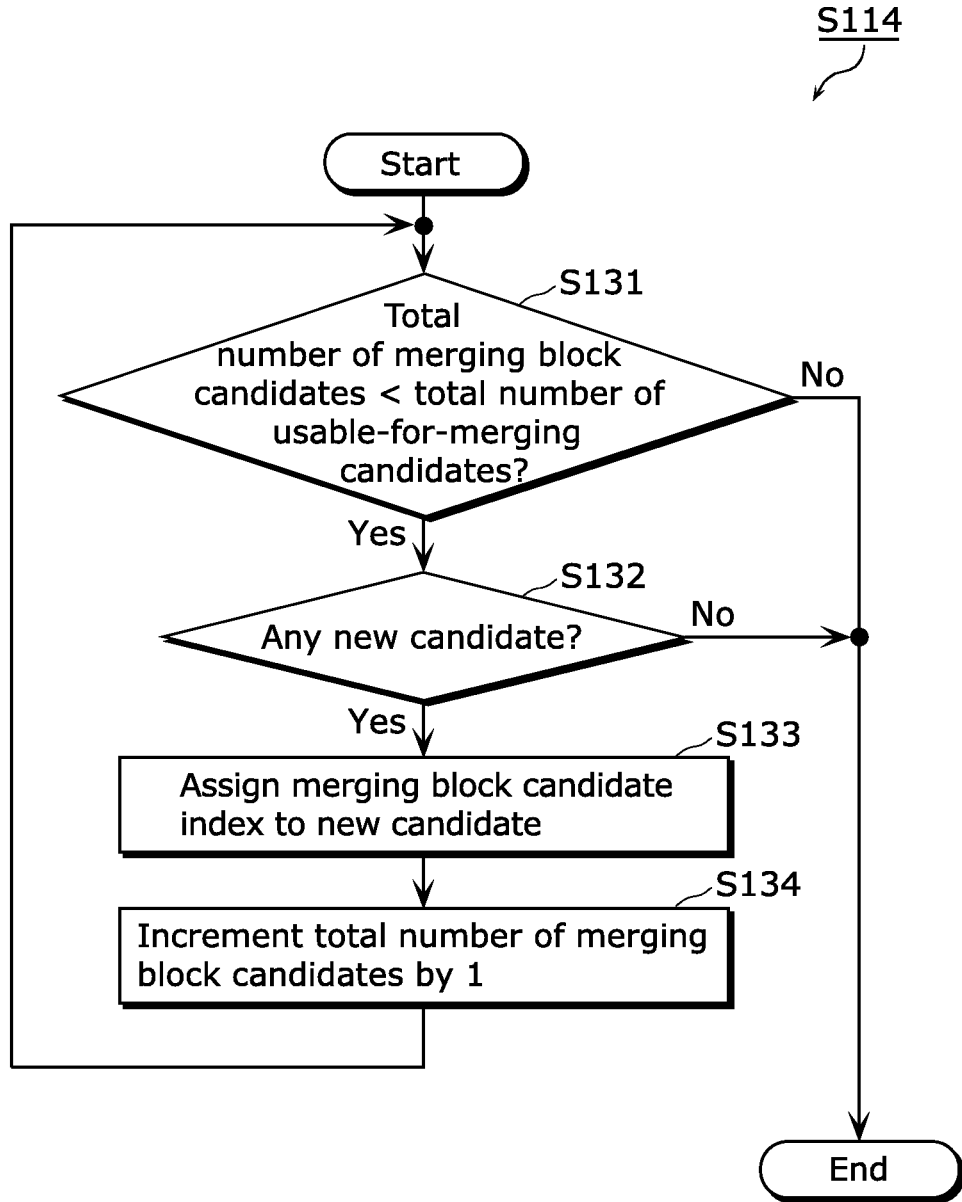 S114
Start
S131
Total
number of merging block
candidates < total number of
usable-for-merging
candidates?
No
Yes
S132
Any new candidate?
No
Yes
S133
Assign merging block candidate
index to new candidate
S134
Increment total number of merging
block candidates by 1
End